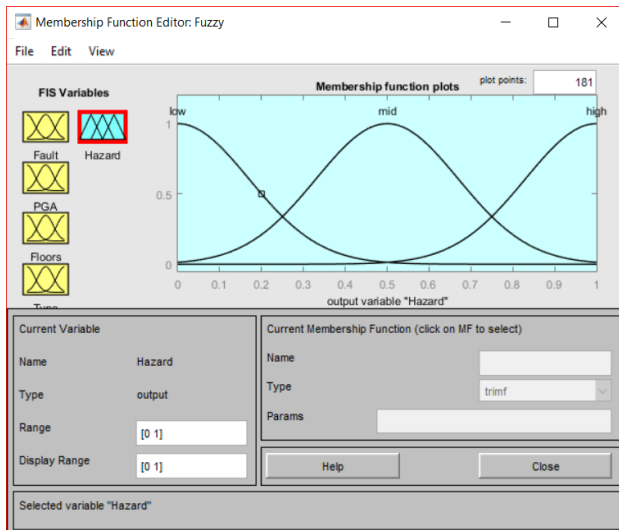 Membership Function Editor: Fuzzy
File Edit View
FIS Variables
Fault
Hazard
PGA
Floors
Type
Membership function plots
plot points:
181
low
mid
high
1
0.5
0
0 0.1 0.2 0.3 0.4 0.5 0.6 0.7 0.8 0.9 1
output variable "Hazard"
Current Variable
Name Hazard
Type output
Range [0 1]
Display Range [0 1]
Current Membership Function (click on MF to select)
Name
Type trimf
Params
Help Close
Selected variable "Hazard"